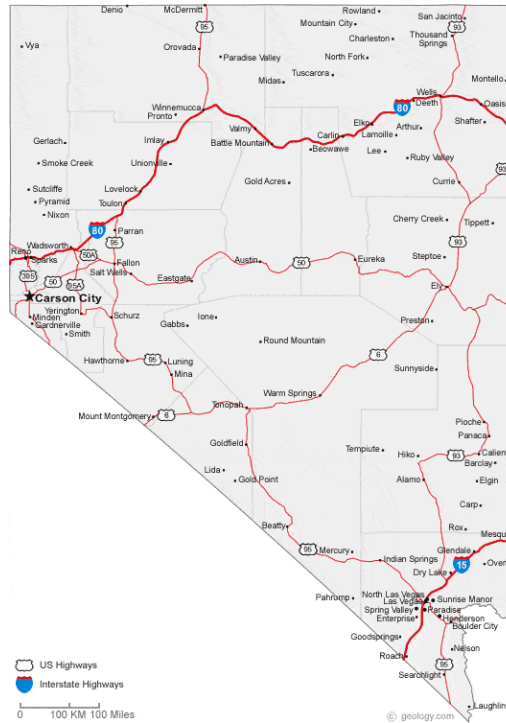 Denio
McDermitt
Rowland
San Jacinto
Mountain City
95
93
Vya
Charleston
Thousand
Springs
Orovada
Paradise Valley
North Fork
Tuscarora
Midas
Montello
Wells
Winnemucca
80
Deeth
Oasis
Pronto
Elko
Shafter
Valmy
Carlin
Lamoille
Arthur
Gerlach
Imlay
Battle Mountain
Beowawe
Lee
Ruby Valley
Smoke Creek
Unionville
93
Currie
Sutcliffe
Lovelock
Gold Acres
Pyramid
Toulon
Nixon
80
Parran
Cherry Creek
Tippett
Wadsworth
95
93
Reno
Sparks
50A
Fallon
Austin
50
Eureka
Steptoe
395
50
95A
Salt Wells
Eastgate
Ely
Carson City
Yerington
Schurz
Ione
Preston
Minden
Gardnerville
Gabbs
Smith
Round Mountain
6
Hawthorne
95
Luning
Mina
Sunnyside
Warm Springs
Tonopah
Mount Montgomery
6
Pioche
Panaca
Goldfield
Tempiute
Hiko
93
Calien
Barclay
Lida
Gold Point
Alamo
Elgin
Carp
Beatty
Rox
Mesqu
95
Mercury
Indian Springs
Glendale
15
Overt
Dry Lake
Pahrump
North Las Vegas
Las Vegas
Sunrise Manor
Spring Valley
Paradise
Enterprise
Henderson
Boulder City
Goodsprings
Nelson
Roach
95
Searchlight
US Highways
Interstate Highways
Laughlin
0 100 KM 100 Miles
© geology.com